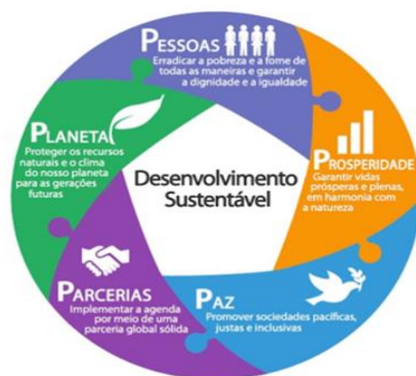 PESSOAS
Erradicar a pobreza e a fome de
todas as maneiras e garantir
a dignidade e a igualdade
PLANETA
Proteger os recursos
naturais e o clima
do nosso planeta
para as gerações
futuras
PROSPERIDADE
Garantir vidas
prósperas e plenas,
em harmonia com
a natureza
Desenvolvimento
Sustentável
PARCERIAS
Implementar a agenda
por meio de uma
parceria global sólida
PAZ
Promover sociedades pacíficas,
justas e inclusivas